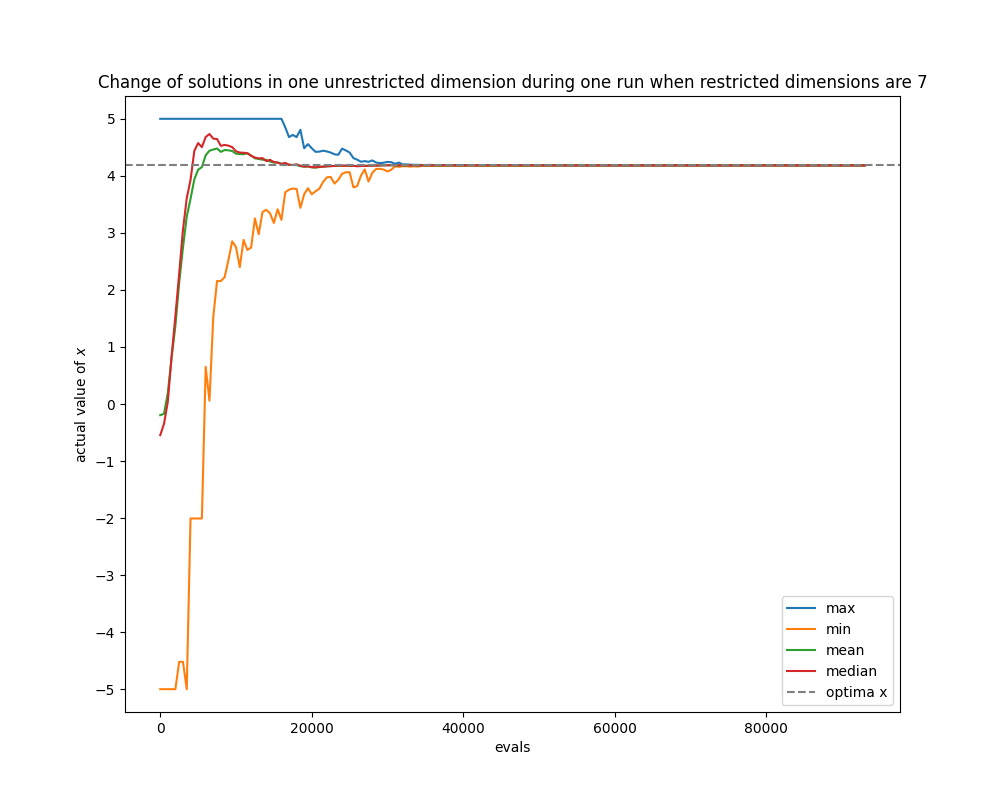 Change of solutions in one unrestricted dimension during one run when restricted dimensions are 7
5
4
3
2
1
0
−1
−2
−3
−4
−5
actual value of x
0 20000 40000 60000 80000
evals
max
min
mean
median
optima x